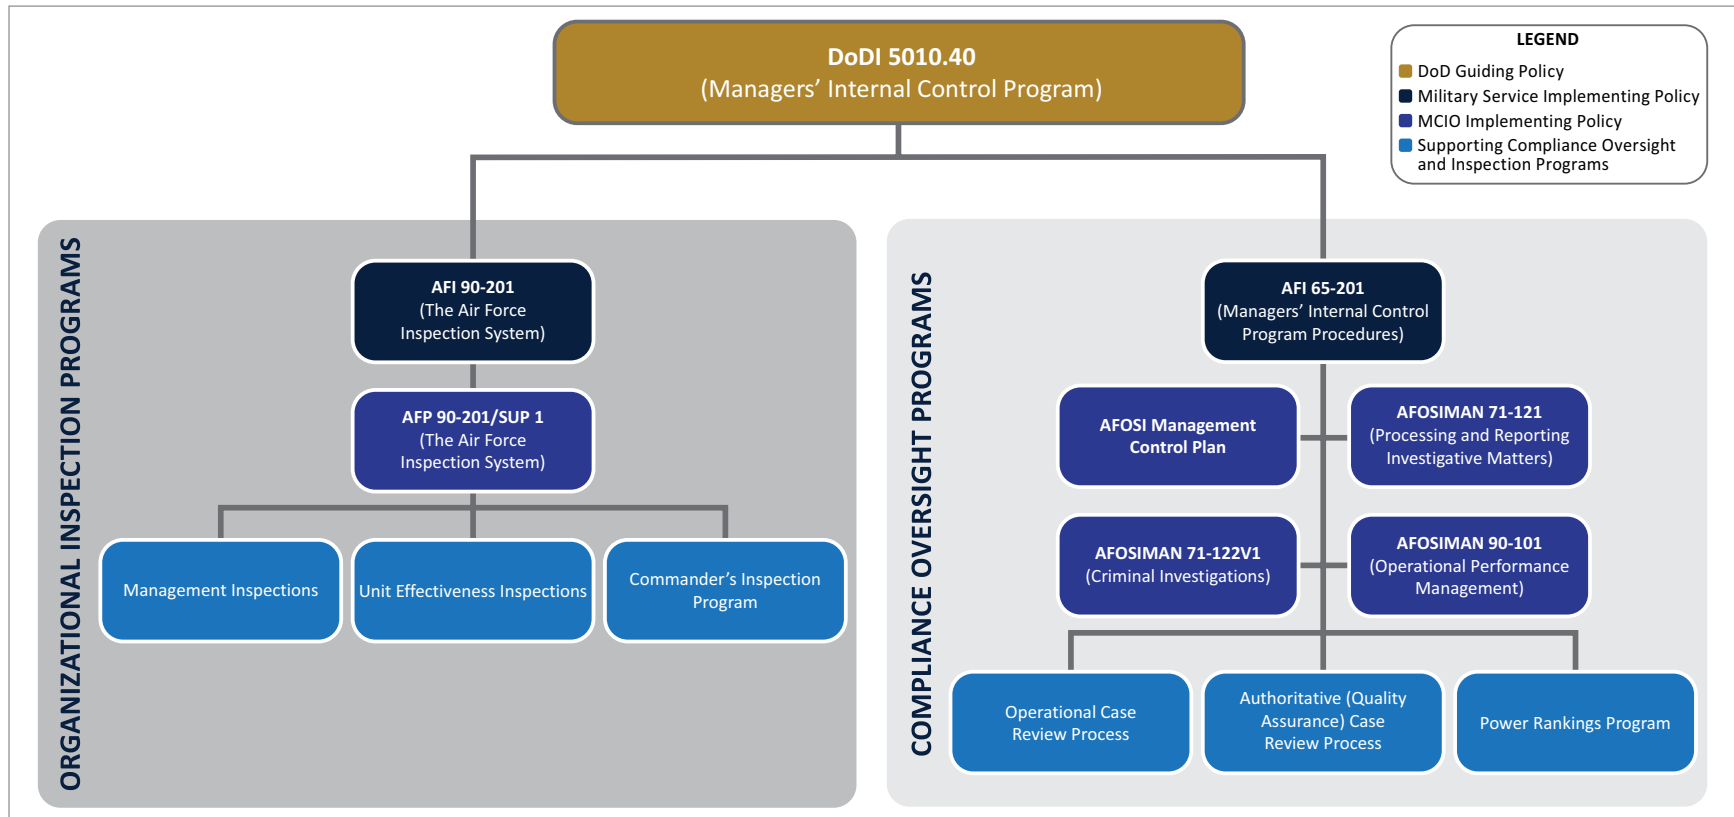 DoDI 5010.40
(Managers’ Internal Control Program)
LEGEND
DoD Guiding Policy
Military Service Implementing Policy
MCIO Implementing Policy
Supporting Compliance Oversight
and Inspection Programs
ORGANIZATIONAL INSPECTION PROGRAMS
AFI 90-201
(The Air Force
Inspection System)
AFP 90-201/SUP 1
(The Air Force
Inspection System)
Management Inspections
Unit Effectiveness Inspections
Commander’s Inspection
Program
COMPLIANCE OVERSIGHT PROGRAMS
AFI 65-201
(Managers’ Internal Control
Program Procedures)
AFOSI Management
Control Plan
AFOSIMAN 71-121
(Processing and Reporting
Investigative Matters)
AFOSIMAN 71-122V1
(Criminal Investigations)
AFOSIMAN 90-101
(Operational Performance
Management)
Operational Case
Review Process
Authoritative (Quality
Assurance) Case
Review Process
Power Rankings Program